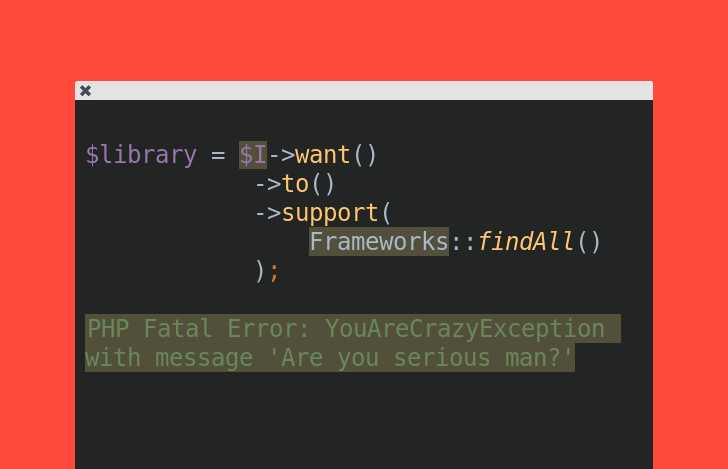 $library = $I->want()
->to()
->support(
Frameworks::findAll()
);
PHP Fatal Error: YouAreCrazyException
with message 'Are you serious man?'